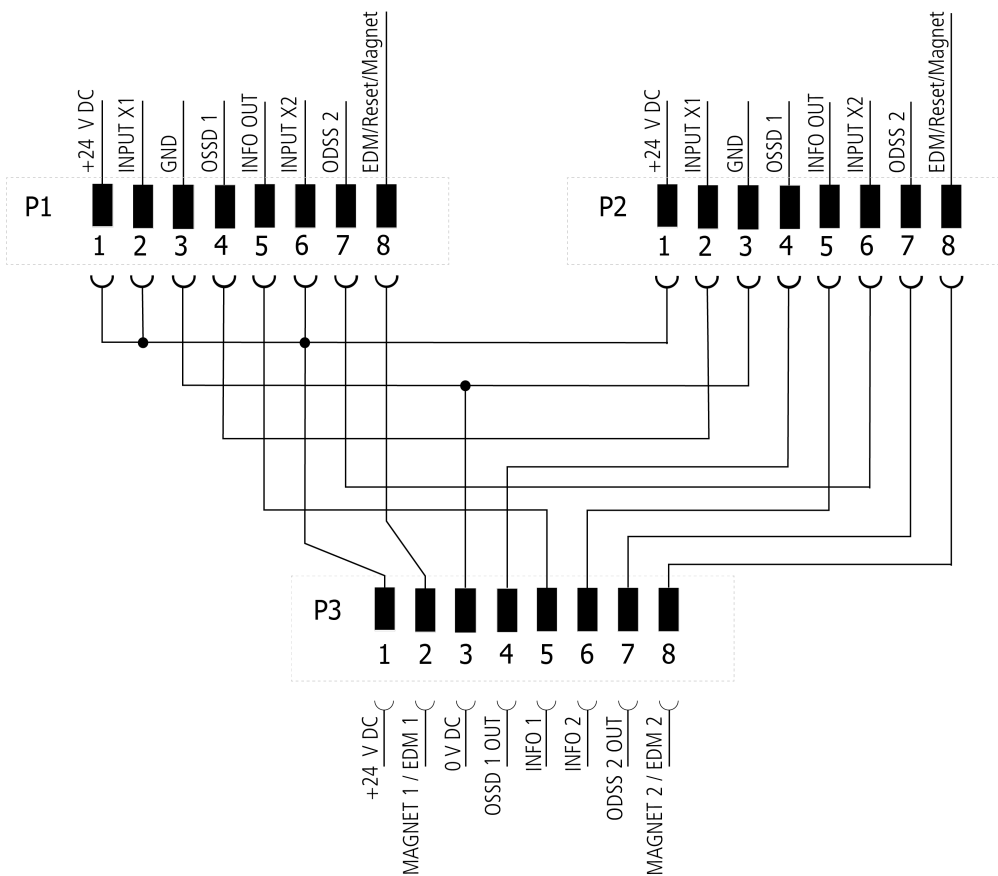 +24 V DC
INPUT X1
GND
OSSD 1
INFO OUT
INPUT X2
ODSS 2
EDM/Reset/Magnet
+24 V DC
INPUT X1
GND
OSSD 1
INFO OUT
INPUT X2
ODSS 2
EDM/Reset/Magnet
P1
1 2 3 4 5 6 7 8
P2
1 2 3 4 5 6 7 8
P3
1 2 3 4 5 6 7 8
+24 V DC
MAGNET 1 / EDM 1
0 V DC
OSSD 1 OUT
INFO 1
INFO 2
ODSS 2 OUT
MAGNET 2 / EDM 2